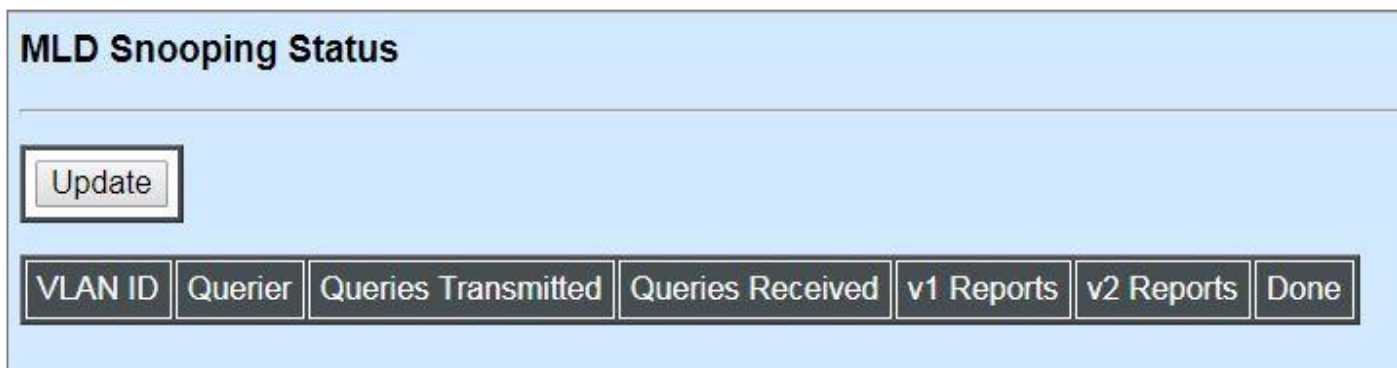 MLD Snooping Status
Update
VLAN ID Querier Queries Transmitted Queries Received v1 Reports v2 Reports Done